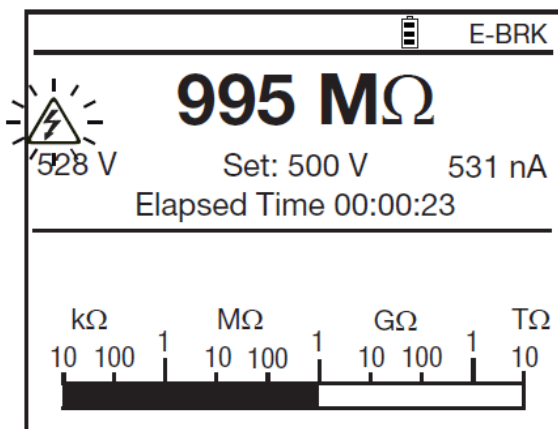 E-BRK
995 MΩ
528 V Set: 500 V 531 nA
Elapsed Time 00:00:23
kΩ MΩ GΩ TΩ
10 100 1 10 100 1 10 100 1 10